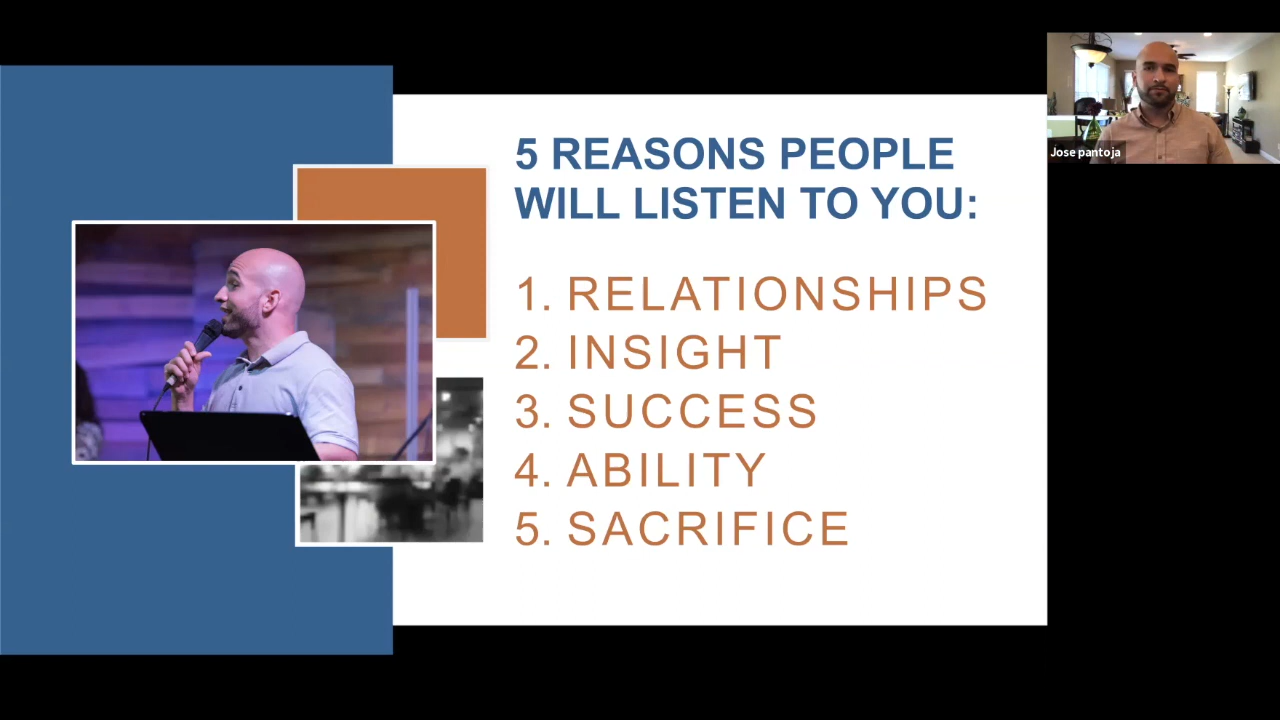 5 REASONS PEOPLE
WILL LISTEN TO YOU:
1. RELATIONSHIPS
2. INSIGHT
3. SUCCESS
4. ABILITY
5. SACRIFICE
Jose pantoja